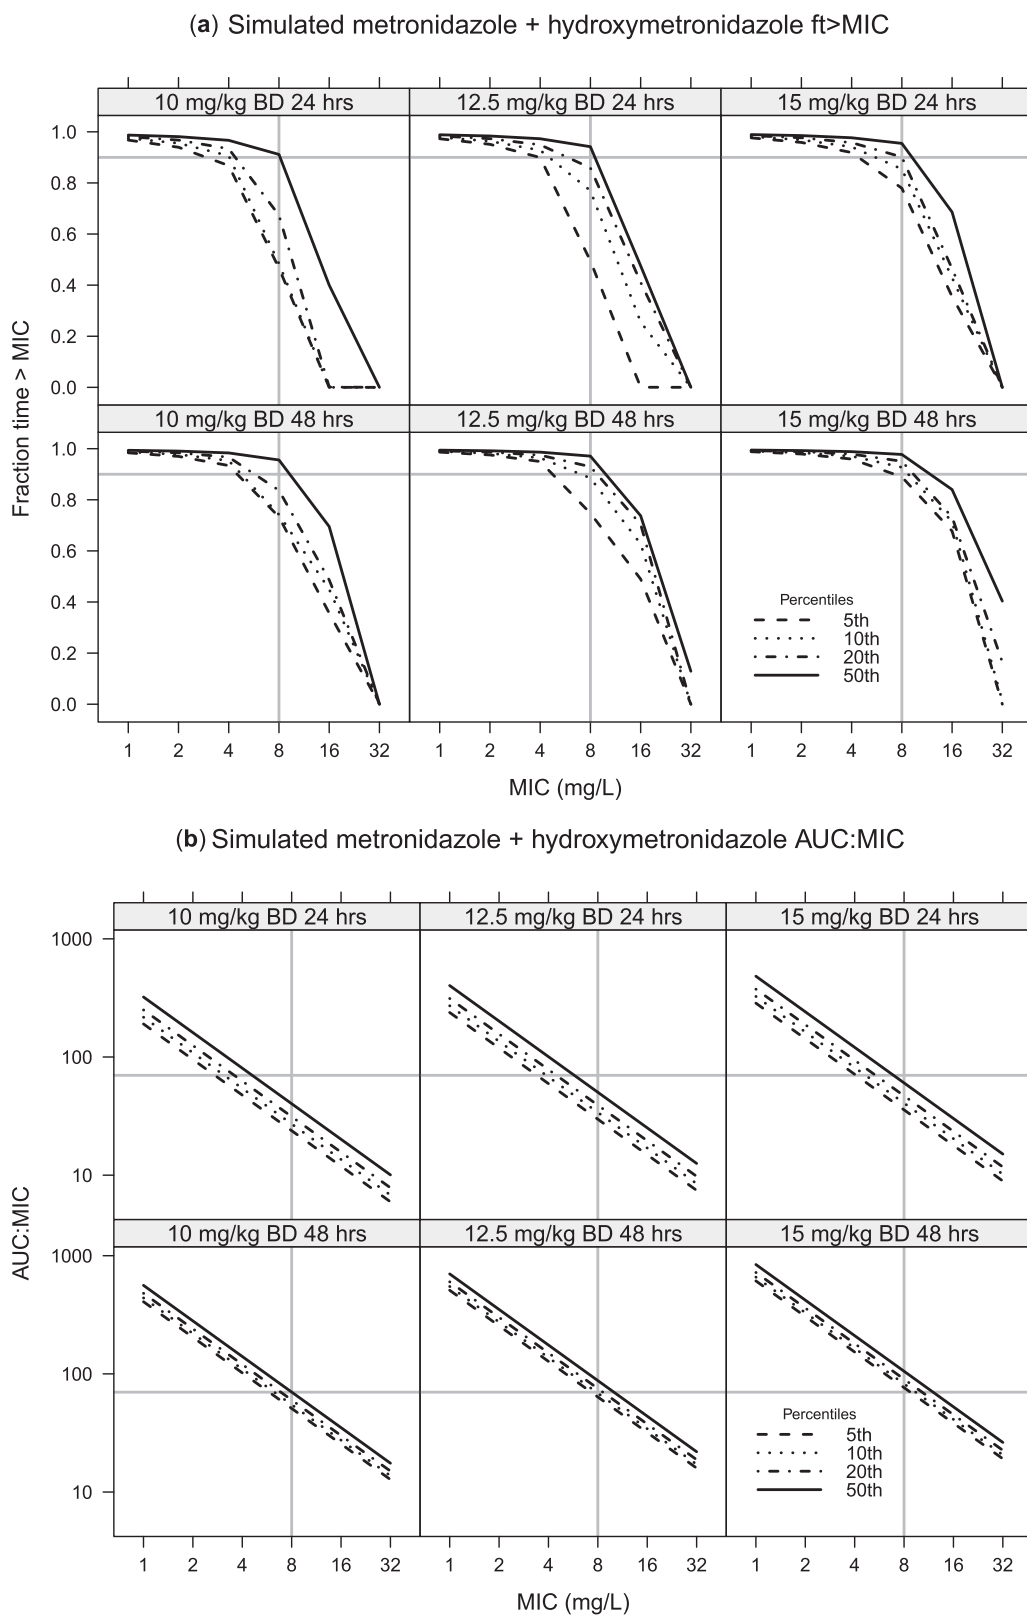 (a) Simulated metronidazole + hydroxymetronidazole ft>MIC
10 mg/kg BD 24 hrs 12.5 mg/kg BD 24 hrs 15 mg/kg BD 24 hrs
1.0
0.8
0.6
0.4
0.2
0.0
Fraction time > MIC
10 mg/kg BD 48 hrs 12.5 mg/kg BD 48 hrs 15 mg/kg BD 48 hrs
1.0
0.8
0.6
0.4
0.2
0.0
Percentiles
5th
10th
20th
50th
1 2 4 8 16 32 1 2 4 8 16 32 1 2 4 8 16 32
MIC (mg/L)
(b) Simulated metronidazole + hydroxymetronidazole AUC:MIC
10 mg/kg BD 24 hrs 12.5 mg/kg BD 24 hrs 15 mg/kg BD 24 hrs
1000
100
10
AUC:MIC
10 mg/kg BD 48 hrs 12.5 mg/kg BD 48 hrs 15 mg/kg BD 48 hrs
1000
100
10
Percentiles
5th
10th
20th
50th
1 2 4 8 16 32 1 2 4 8 16 32 1 2 4 8 16 32
MIC (mg/L)